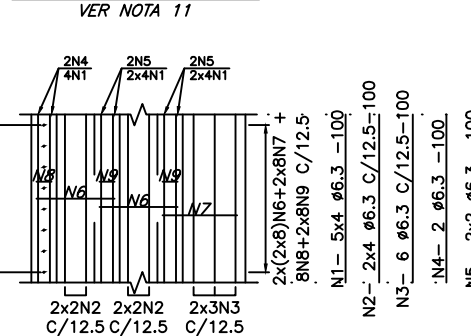 VER NOTA 11
2N4
4N1
2N5
2x4N1
2N5
2x4N1
N8
N9
N9
N6
N6
N7
2x2N2
C/12.5
2x2N2
C/12.5
2x3N3
C/12.5
2x(2x8)N6+2x8N7 +
8N8+2x8N9 C/12.5
N1- 5x4 ø6.3 -100
N2- 2x4 ø6.3 C/12.5-100
N3- 6 ø6.3 C/12.5-100
N4- 2 ø6.3 -100